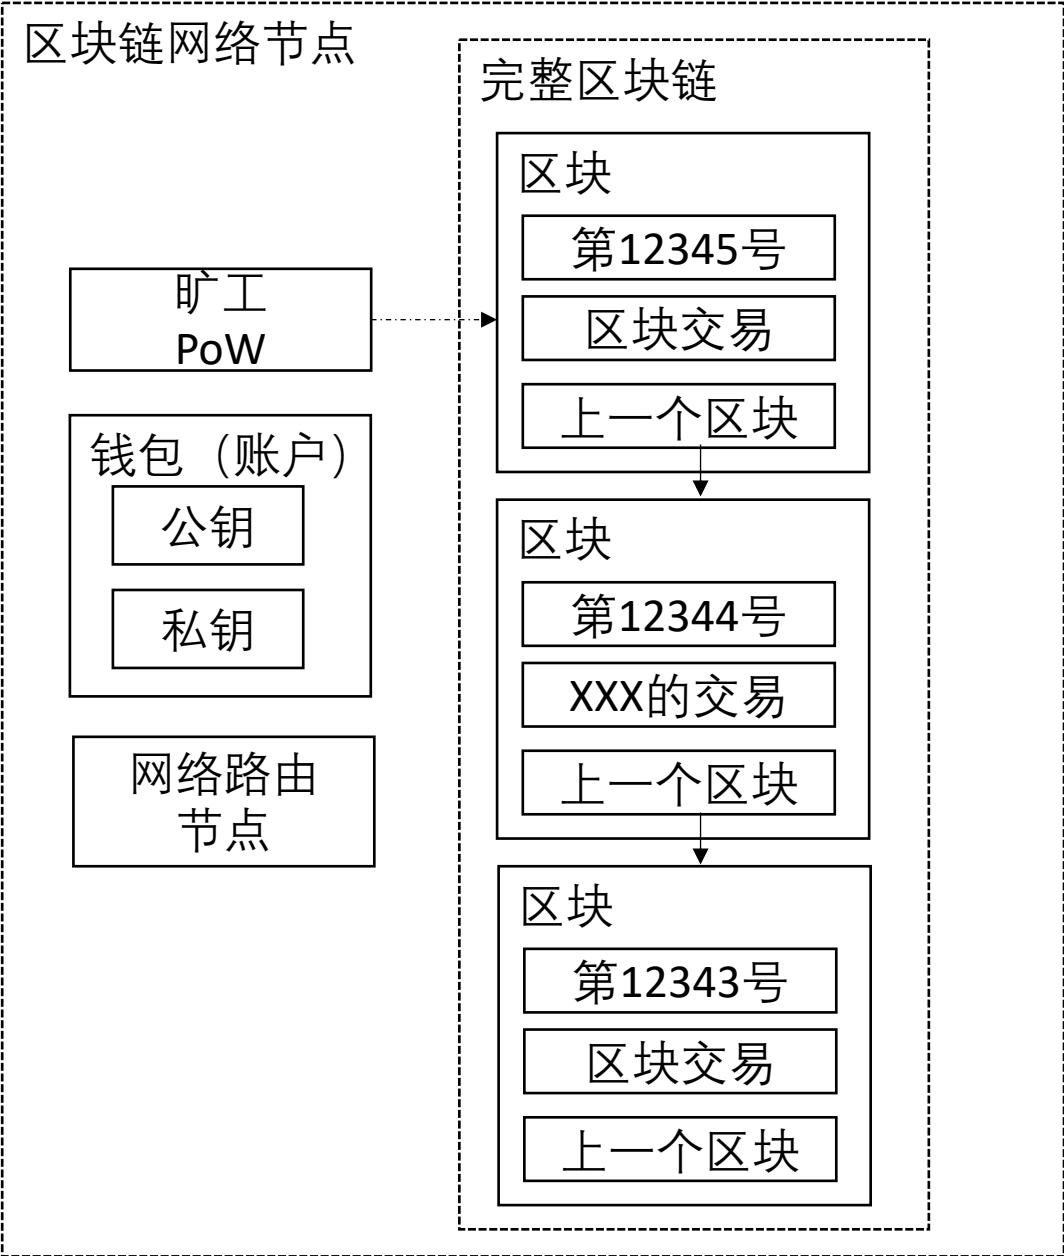 区块链网络节点
完整区块链
区块
第12345号
区块交易
上一个区块
旷工
PoW
钱包（账户）
公钥
私钥
网络路由
节点
区块
第12344号
XXX的交易
上一个区块
区块
第12343号
区块交易
上一个区块